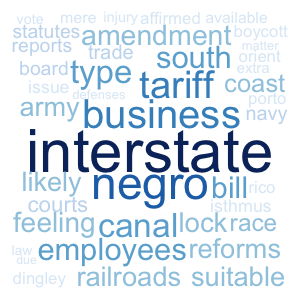 vote mere injury affirmed available
statutes amendment boycott
reports trade south matter
board type tariff orient
issue defenses coast extra
army business porto
navy
interstate
likely negro bill rico
courts isthmus
feeling canal lock race
law employees reforms
due
dingley railroads suitable